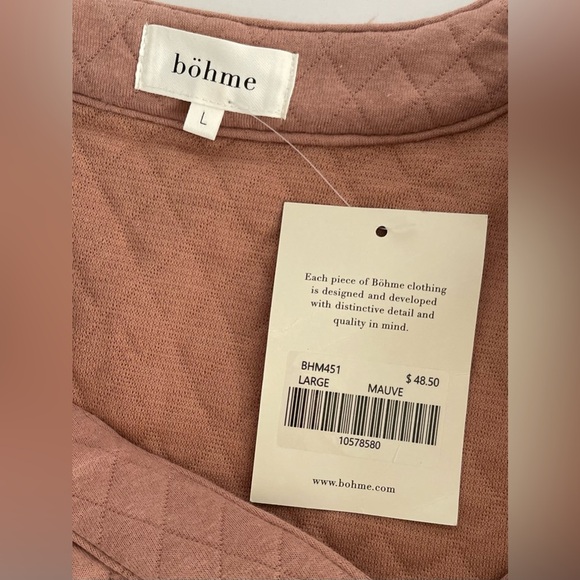 böhme
L
Each piece of Böhme clothing
is designed and developed
with distinctive detail and
quality in mind.
BHM451 $ 48.50
LARGE MAUVE
10578580
www.bohme.com